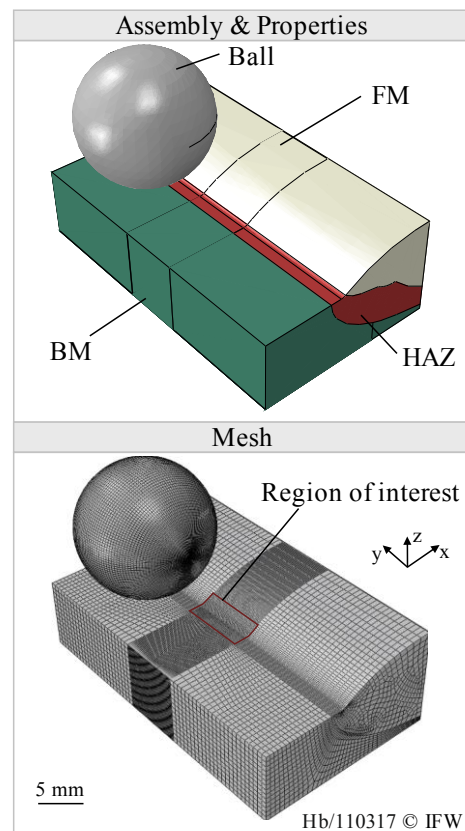 Assembly & Properties
Ball
FM
BM
HAZ
Mesh
Region of interest
z
y
x
5 mm
Hb/110317 © IFW